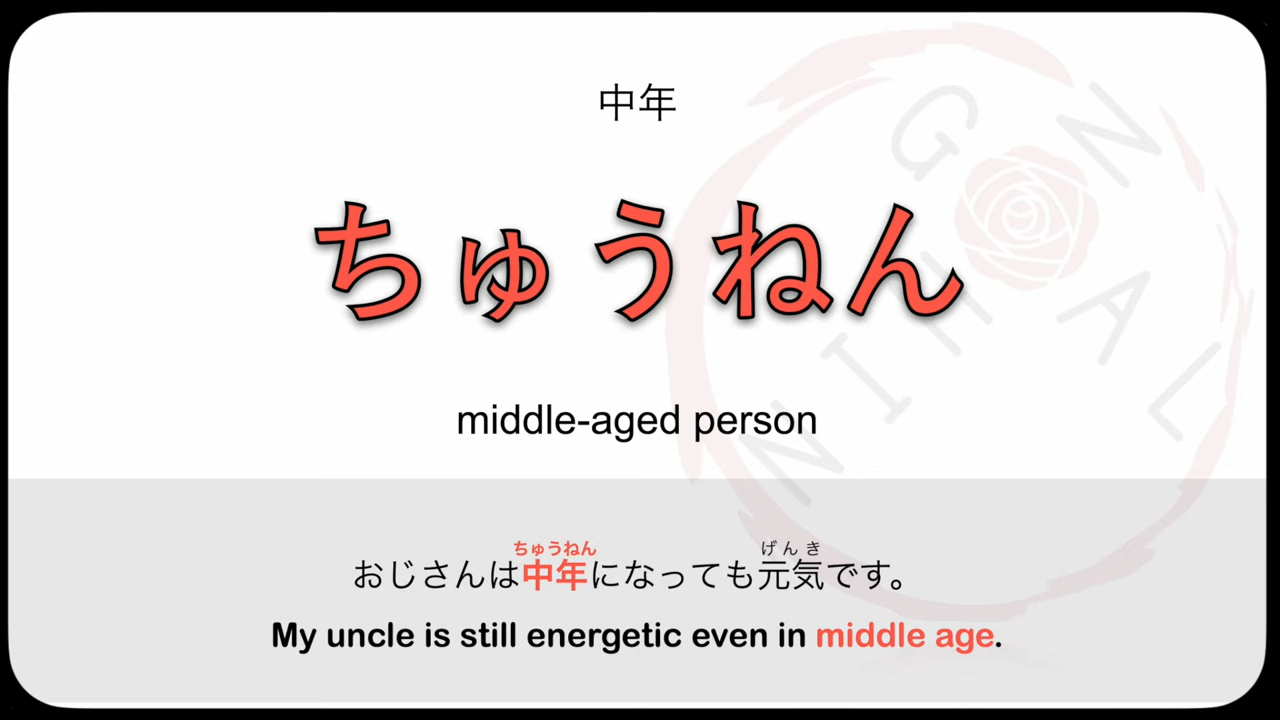 中年
ちゅうねん
middle-aged person
ちゅうねん げんき
おじさんは中年になっても元気です。
My uncle is still energetic even in middle age.
NIHONGO